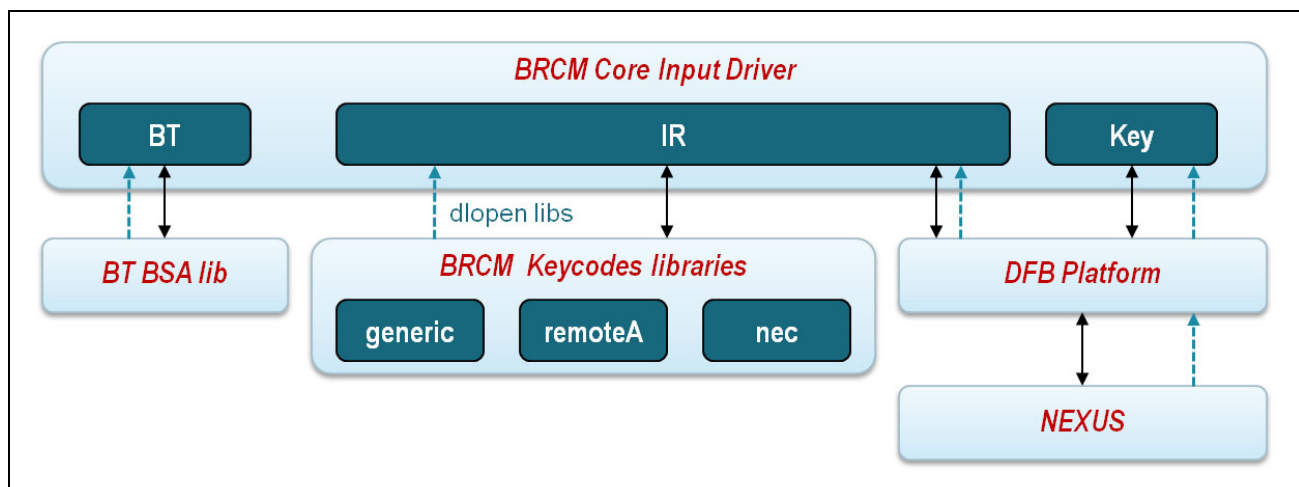 BRCM Core Input Driver
BT
IR
Key
dlopen libs
BT BSA lib
BRCM Keycodes libraries
DFB Platform
generic
remoteA
nec
NEXUS